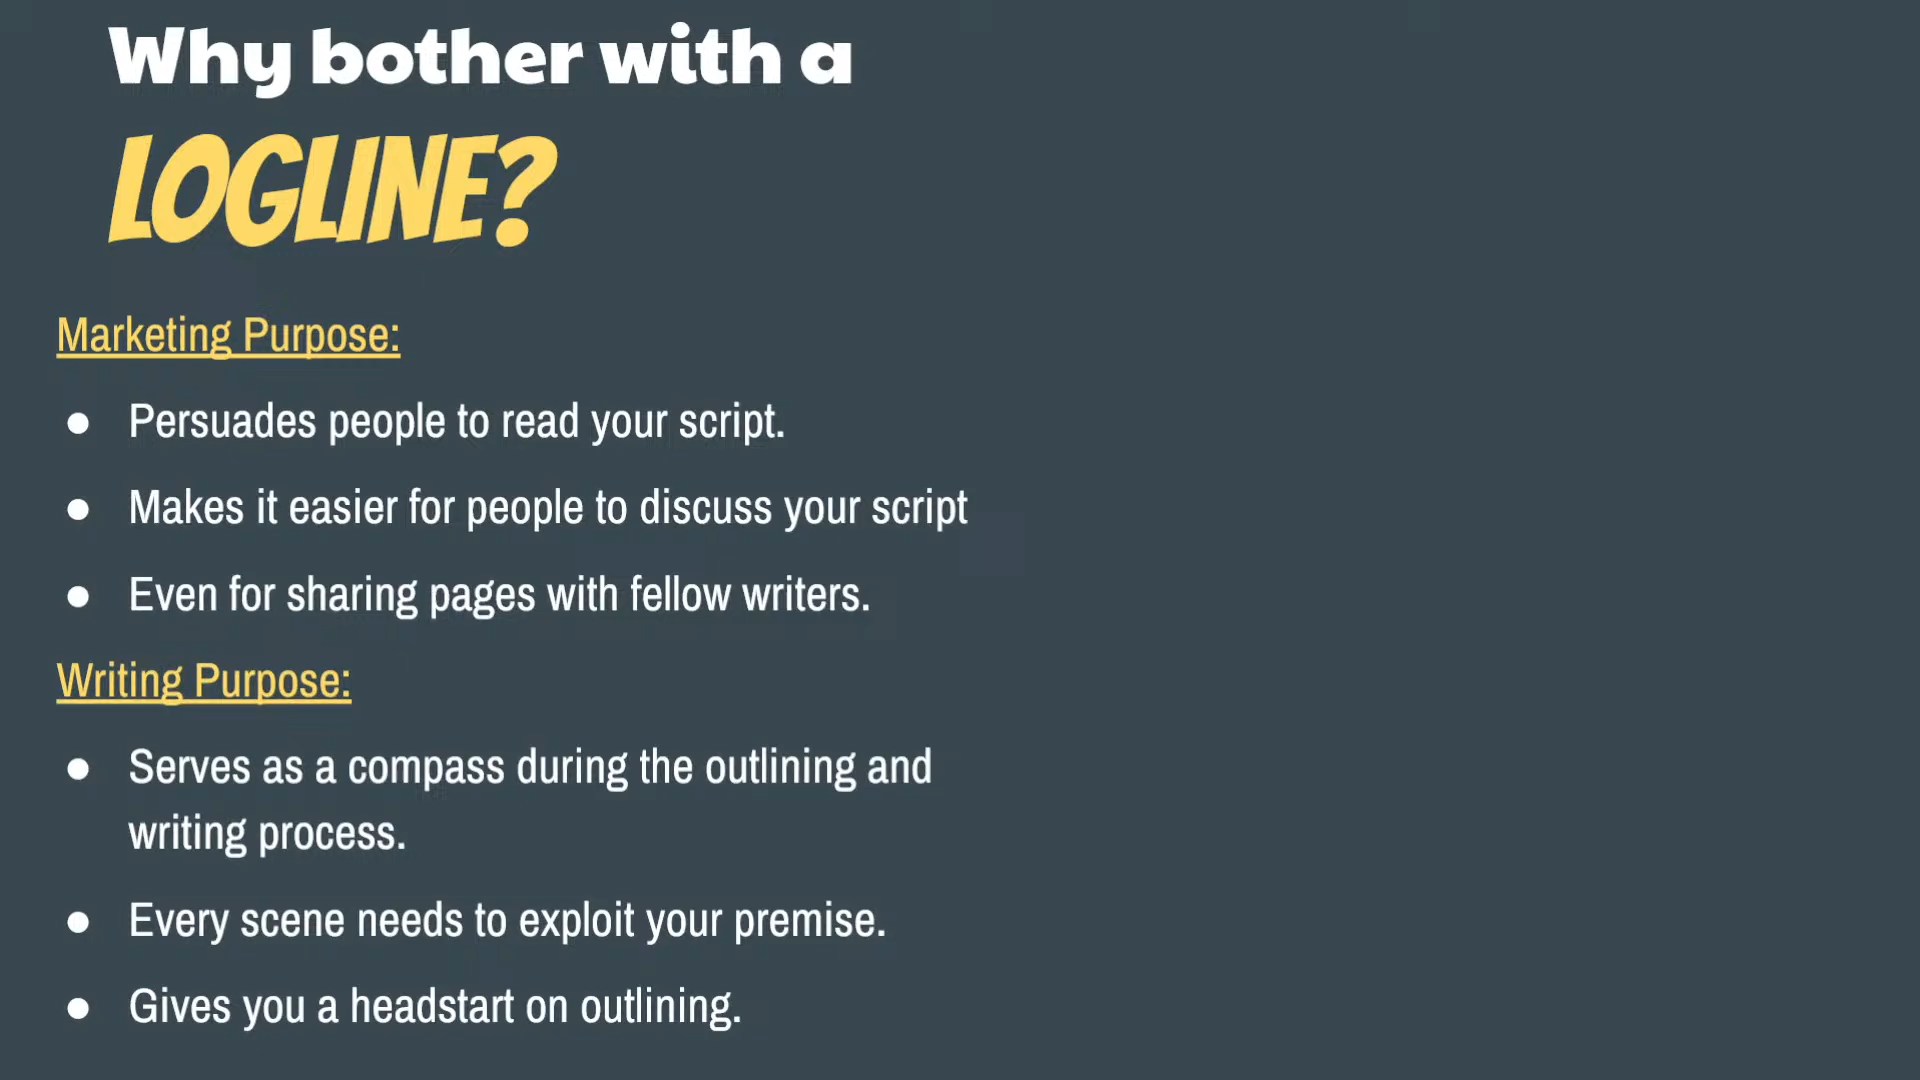 Why bother with a
LOGLINE?
Marketing Purpose:
● Persuades people to read your script.
● Makes it easier for people to discuss your script
● Even for sharing pages with fellow writers.
Writing Purpose:
● Serves as a compass during the outlining and
writing process.
● Every scene needs to exploit your premise.
● Gives you a headstart on outlining.